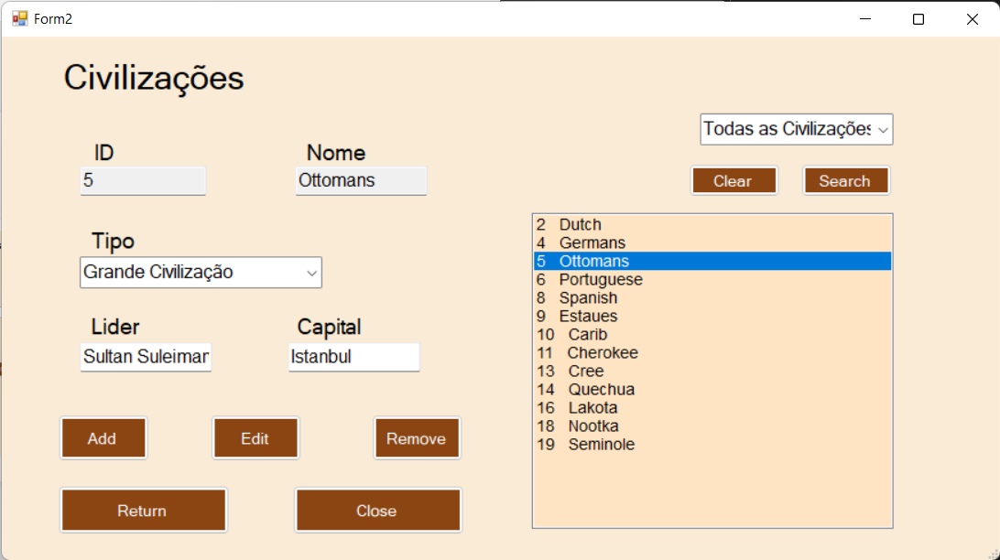 Form2
Civilizações
Todas as Civilizações
ID
Nome
5
Ottomans
Clear
Search
Tipo
Grande Civilização
Lider
Capital
Sultan Suleiman
Istanbul
Add
Edit
Remove
Return
Close
2 Dutch
4 Germans
5 Ottomans
6 Portuguese
8 Spanish
9 Estaues
10 Carib
11 Cherokee
13 Cree
14 Quechua
16 Lakota
18 Nootka
19 Seminole